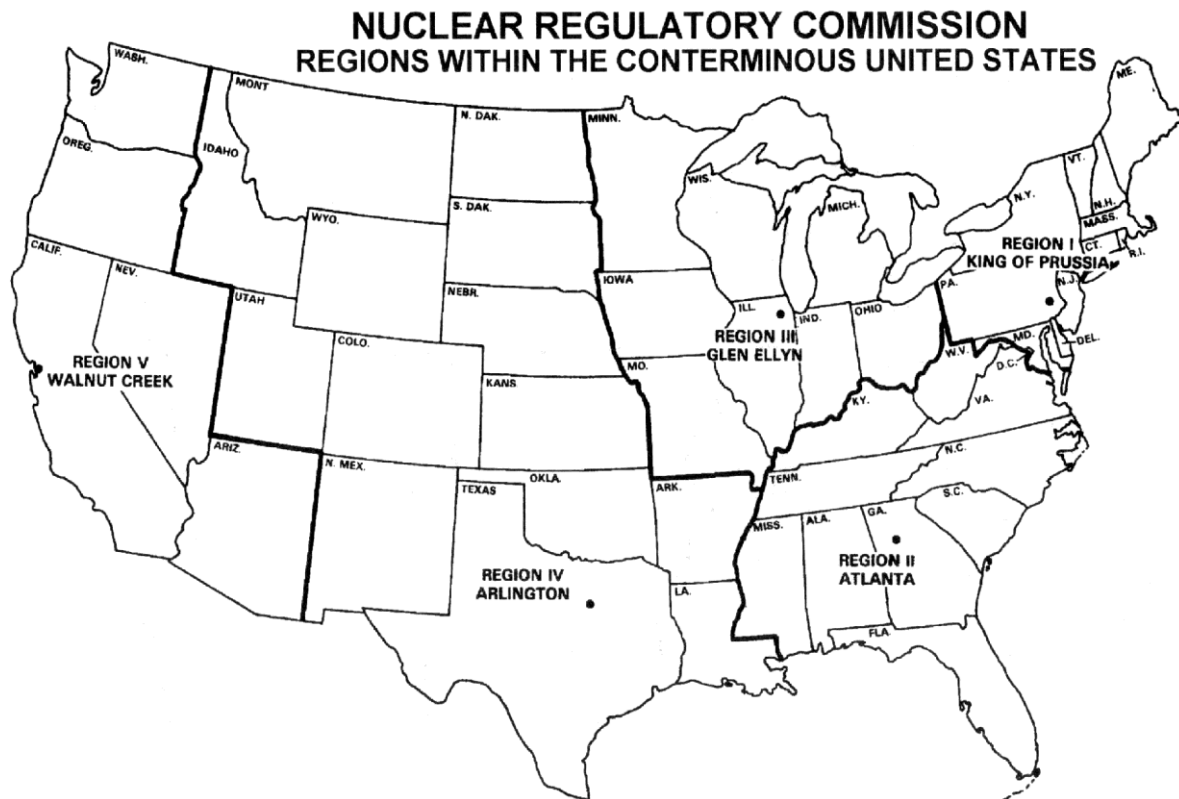 NUCLEAR REGULATORY COMMISSION
REGIONS WITHIN THE CONTERMINOUS UNITED STATES
WASH.
MONT
N. DAK.
MINN.
ME.
OREG.
IDAHO
WIS.
MICH.
VT.
N.H.
N.Y.
MASS.
S. DAK.
WYO.
CALIF.
NEV.
REGION I
KING OF PRUSSIA
CT.
R.I.
IOWA
PA.
N.J.
UTAH
NEBR.
ILL.
IND.
OHIO
REGION III
GLEN ELLYN
MD.
DEL.
W.V.
D.C.
COLO.
REGION V
WALNUT CREEK
MO.
KANS
KY.
VA.
ARIZ.
N. MEX.
OKLA.
TEXAS
ARK.
TENN.
N.C.
S.C.
MISS.
ALA.
GA.
REGION II
ATLANTA
REGION IV
ARLINGTON
LA.
FLA.